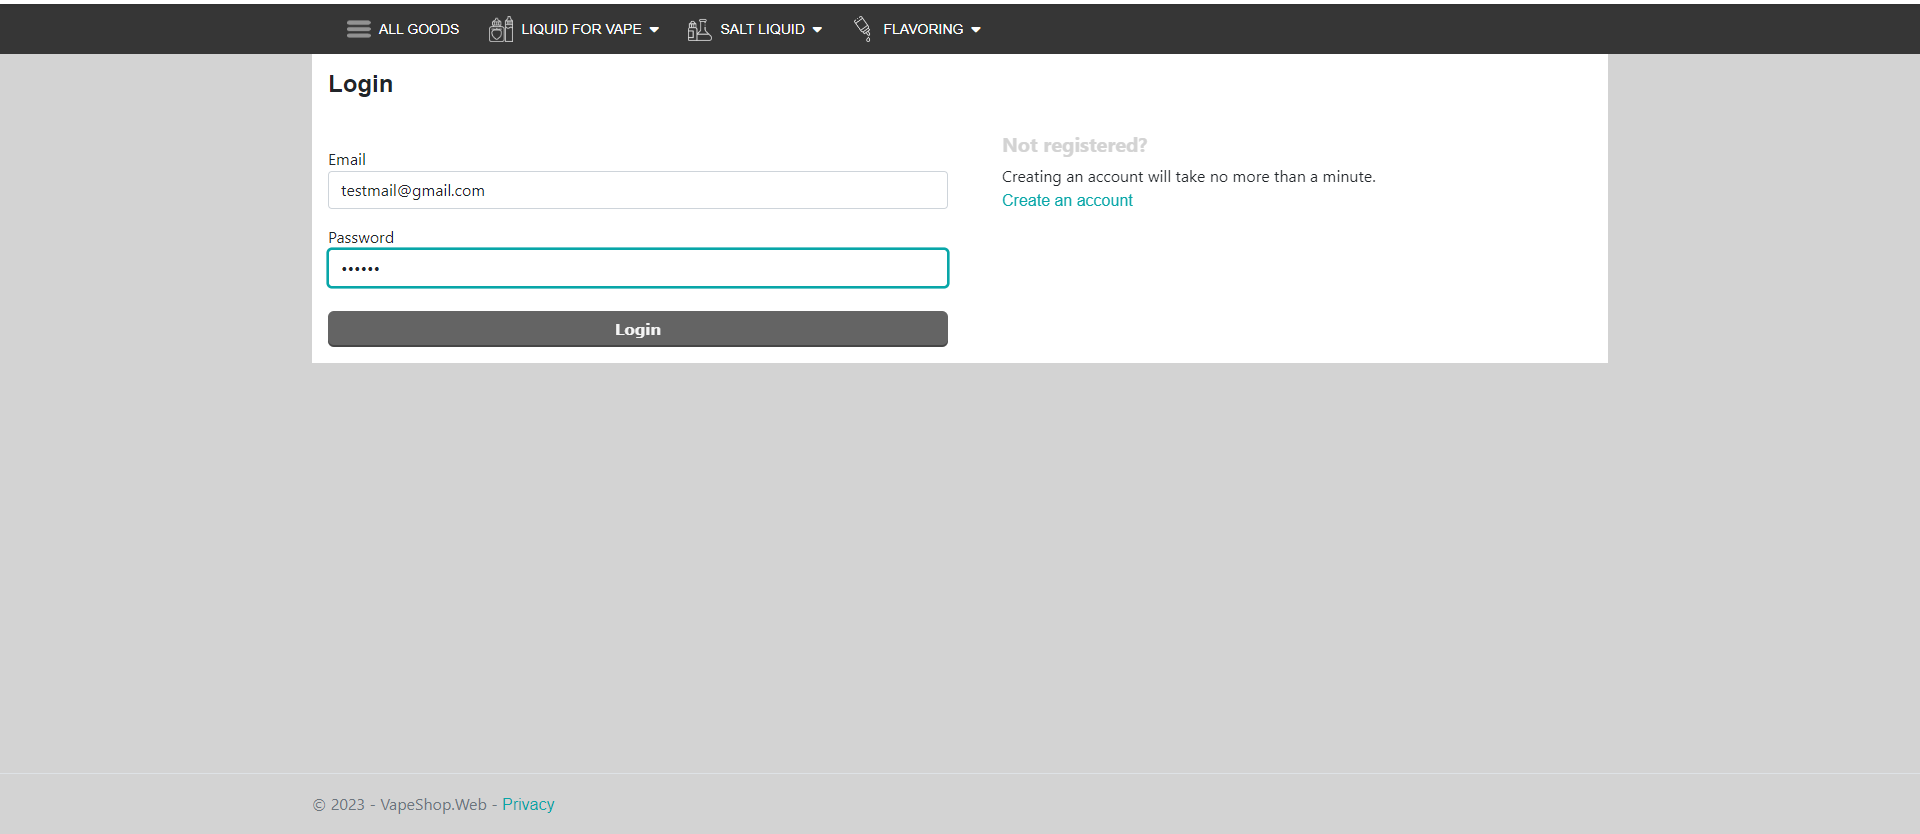 ALL GOODS LIQUID FOR VAPE SALT LIQUID FLAVORING
Login
Email
testmail@gmail.com
Password
••••••
Login
Not registered?
Creating an account will take no more than a minute.
Create an account
© 2023 - VapeShop.Web - Privacy